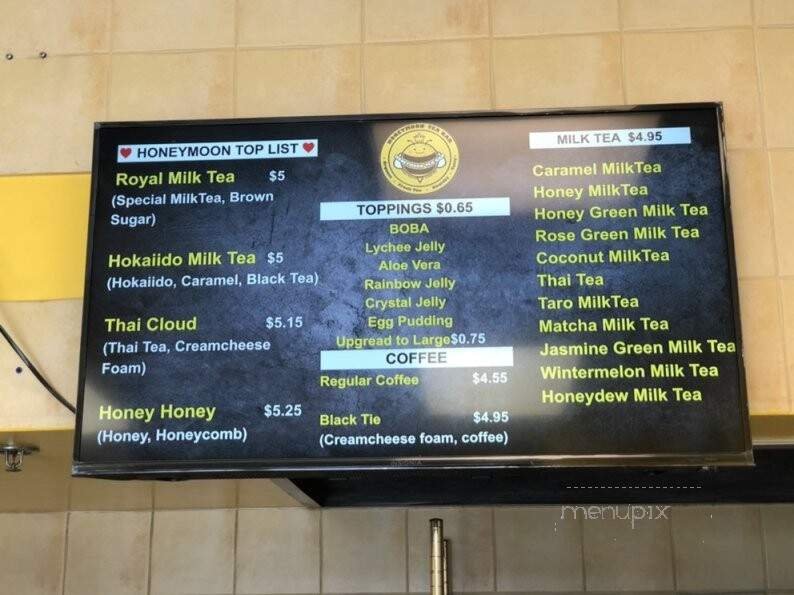 ♥ HONEYMOON TOP LIST ♥
Royal Milk Tea $5
(Special MilkTea, Brown
Sugar)
Hokaiido Milk Tea $5
(Hokaiido, Caramel, Black Tea)
Thai Cloud $5.15
(Thai Tea, Creamcheese
Foam)
Honey Honey $5.25
(Honey, Honeycomb)
HONEYMOON TEA BAR
TOPPINGS $0.65
BOBA
Lychee Jelly
Aloe Vera
Rainbow Jelly
Crystal Jelly
Egg Pudding
Upgread to Large $0.75
COFFEE
Regular Coffee $4.55
Black Tie $4.95
(Creamcheese foam, coffee)
MILK TEA $4.95
Caramel MilkTea
Honey MilkTea
Honey Green Milk Tea
Rose Green Milk Tea
Coconut MilkTea
Thai Tea
Taro MilkTea
Matcha Milk Tea
Jasmine Green Milk Tea
Wintermelon Milk Tea
Honeydew Milk Tea
INSIGNIA
menupix